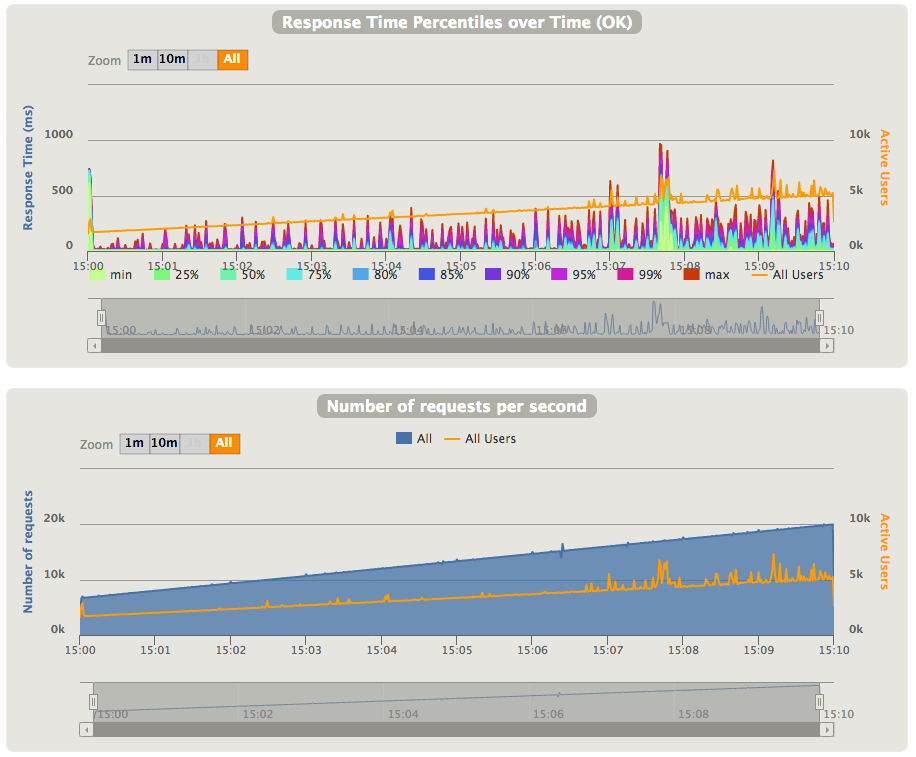 Response Time Percentiles over Time (OK)
Zoom 1m 10m 1h All
Response Time (ms)
1000
500
0
10k
5k
0k
Active Users
15:00 15:01 15:02 15:03 15:04 15:05 15:06 15:07 15:08 15:09 15:10
min 25% 50% 75% 80% 85% 90% 95% 99% max All Users
15:00 15:02 15:04 15:06 15:08 15:10
Number of requests per second
Zoom 1m 10m 1h All
All All Users
Number of requests
20k
10k
0k
10k
5k
0k
Active Users
15:00 15:01 15:02 15:03 15:04 15:05 15:06 15:07 15:08 15:09 15:10
15:00 15:02 15:04 15:06 15:08 15:10